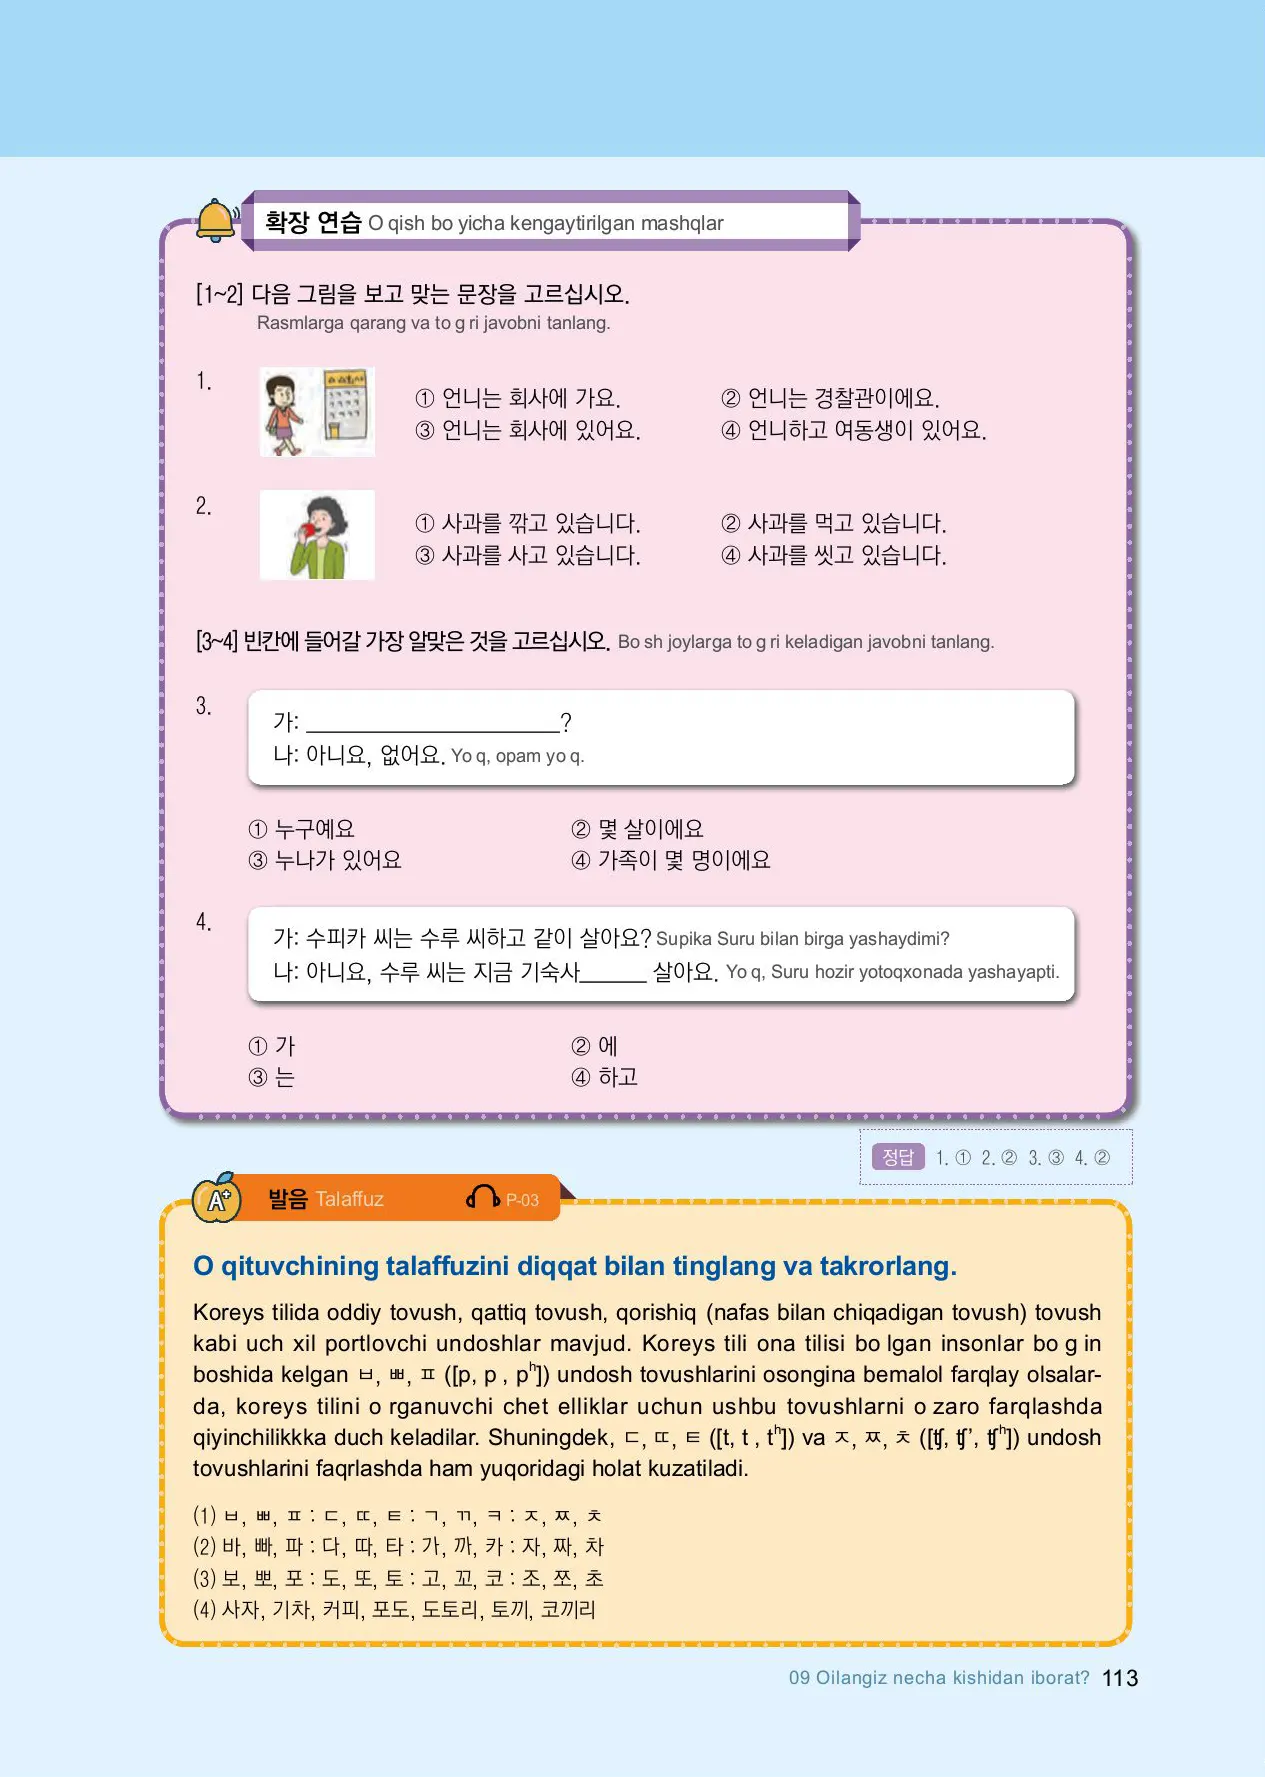 확장 연습 O qish bo yicha kengaytirilgan mashqlar
[1~2] 다음 그림을 보고 맞는 문장을 고르십시오.
Rasmlarga qarang va to g ri javobni tanlang.
1.
① 언니는 회사에 가요. ② 언니는 경찰관이에요.
③ 언니는 회사에 있어요. ④ 언니하고 여동생이 있어요.
2.
① 사과를 깎고 있습니다. ② 사과를 먹고 있습니다.
③ 사과를 사고 있습니다. ④ 사과를 씻고 있습니다.
[3~4] 빈칸에 들어갈 가장 알맞은 것을 고르십시오. Bo sh joylarga to g ri keladigan javobni tanlang.
3.
가: ____________________?
나: 아니요, 없어요. Yo q, opam yo q.
① 누구예요 ② 몇 살이에요
③ 누나가 있어요 ④ 가족이 몇 명이에요
4.
가: 수피카 씨는 수루 씨하고 같이 살아요? Supika Suru bilan birga yashaydimi?
나: 아니요, 수루 씨는 지금 기숙사______ 살아요. Yo q, Suru hozir yotoqxonada yashayapti.
① 가 ② 에
③ 는 ④ 하고
정답 1. ① 2. ② 3. ③ 4. ②
A+ 발음 Talaffuz P-03
O qituvchining talaffuzini diqqat bilan tinglang va takrorlang.
Koreys tilida oddiy tovush, qattiq tovush, qorishiq (nafas bilan chiqadigan tovush) tovush
kabi uch xil portlovchi undoshlar mavjud. Koreys tili ona tilisi bo lgan insonlar bo g in
boshida kelgan ㅂ, ㅃ, ㅍ ([p, p , pʰ]) undosh tovushlarini osongina bemalol farqlay olsalar-
da, koreys tilini o rganuvchi chet elliklar uchun ushbu tovushlarni o zaro farqlashda
qiyinchilikkka duch keladilar. Shuningdek, ㄷ, ㄸ, ㅌ ([t, t , tʰ]) va ㅈ, ㅉ, ㅊ ([ʧ, ʧ’, ʧʰ]) undosh
tovushlarini faqrlashda ham yuqoridagi holat kuzatiladi.
(1) ㅂ, ㅃ, ㅍ : ㄷ, ㄸ, ㅌ : ㄱ, ㄲ, ㅋ : ㅈ, ㅉ, ㅊ
(2) 바, 빠, 파 : 다, 따, 타 : 가, 까, 카 : 자, 짜, 차
(3) 보, 뽀, 포 : 도, 또, 토 : 고, 꼬, 코 : 조, 쪼, 초
(4) 사자, 기차, 커피, 포도, 도토리, 토끼, 코끼리
09 Oilangiz necha kishidan iborat? 113